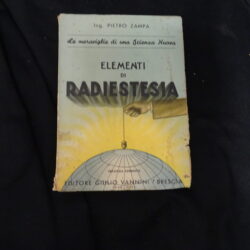 Ing. PIETRO ZAMPA
Le meraviglie di una Scienza Nuova
ELEMENTI
DI
RADIESTESIA
EDITORE GIULIO VANNINI / BRESCIA